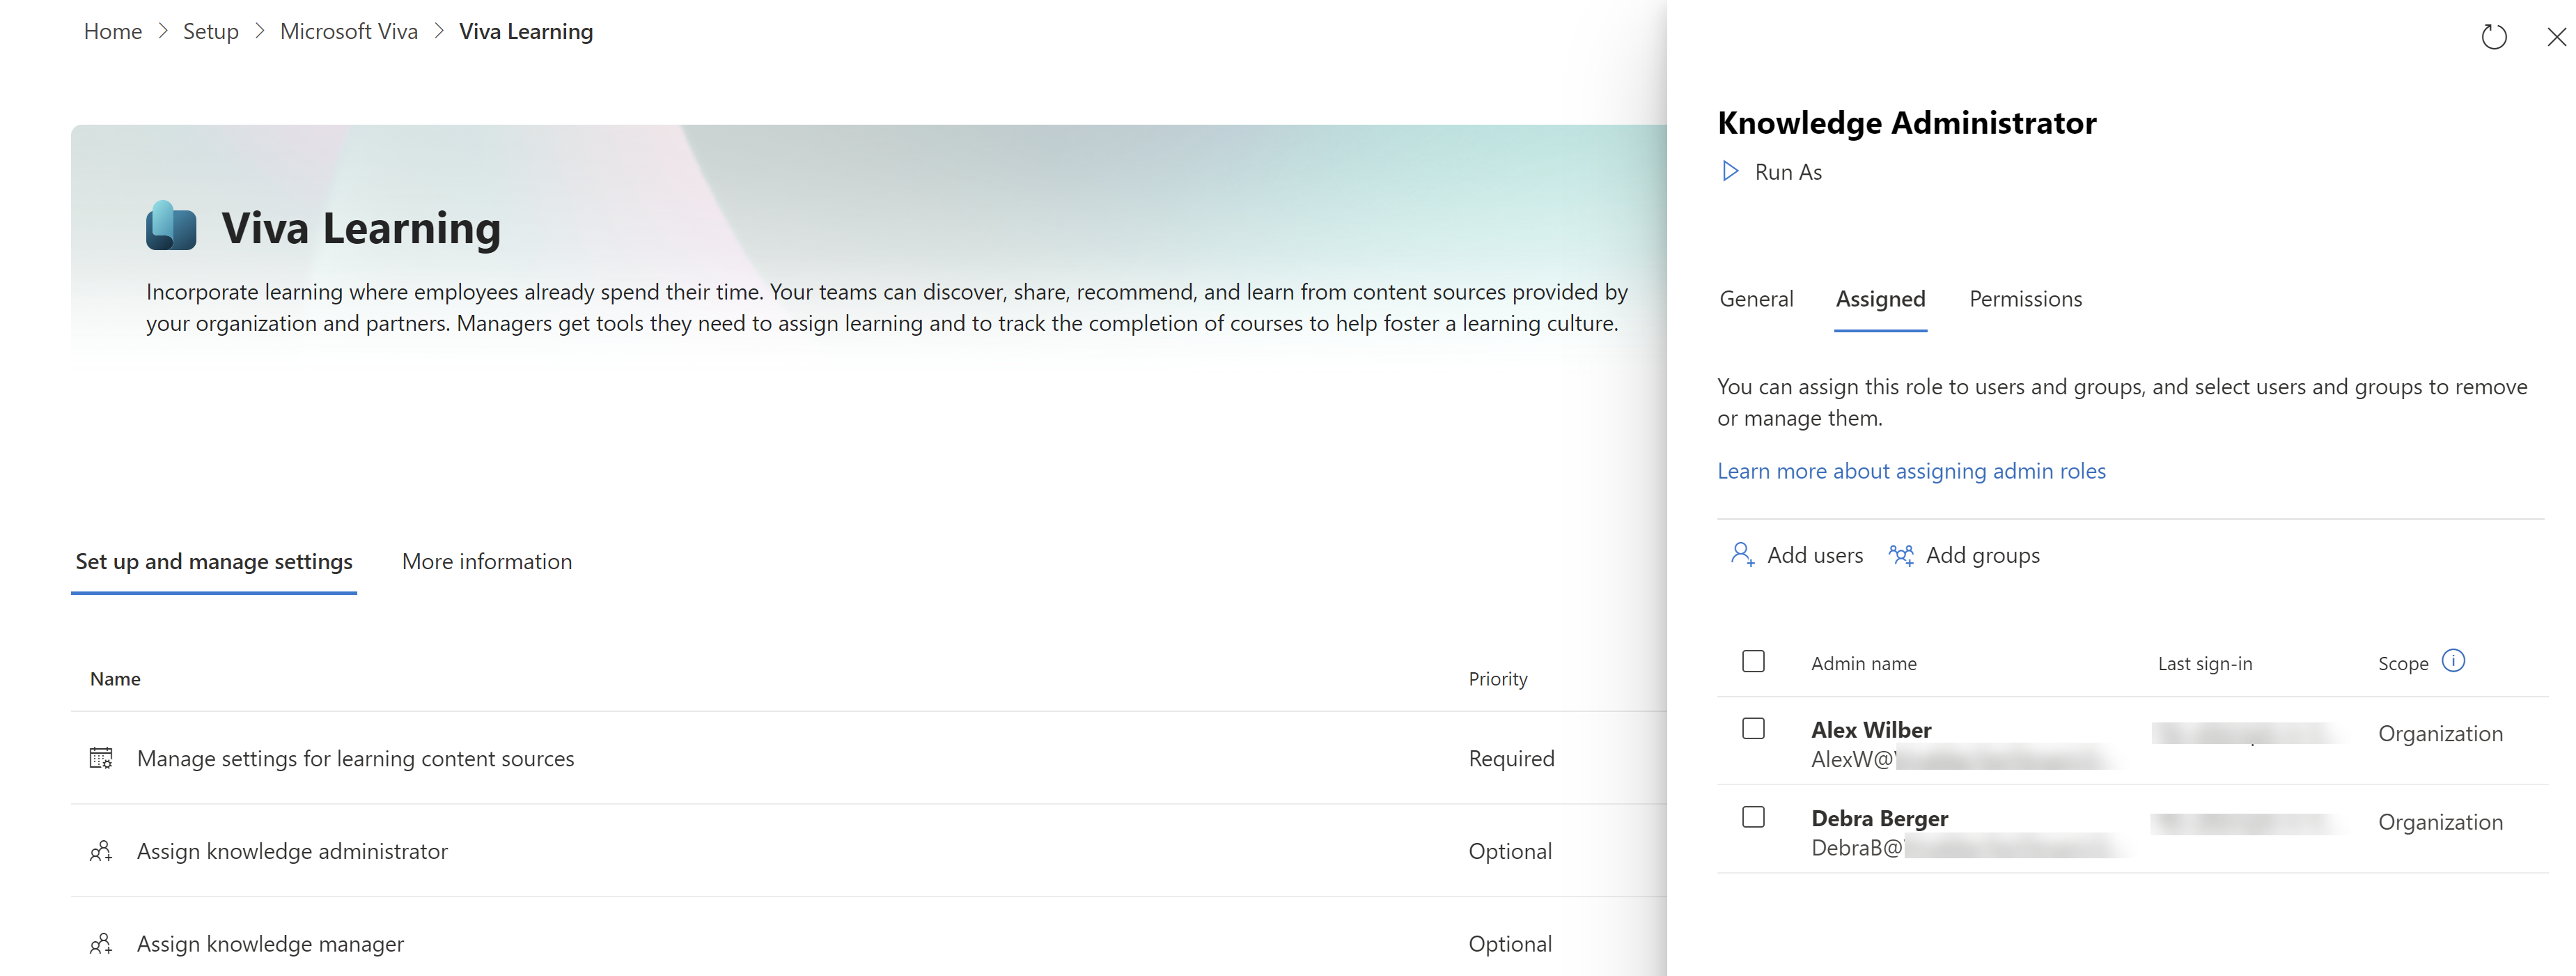 Home > Setup > Microsoft Viva > Viva Learning
Viva Learning
Incorporate learning where employees already spend their time. Your teams can discover, share, recommend, and learn from content sources provided by
your organization and partners. Managers get tools they need to assign learning and to track the completion of courses to help foster a learning culture.
Set up and manage settings More information
Name Priority
Manage settings for learning content sources Required
Assign knowledge administrator Optional
Assign knowledge manager Optional
Knowledge Administrator
Run As
General Assigned Permissions
You can assign this role to users and groups, and select users and groups to remove
or manage them.
Learn more about assigning admin roles
Add users Add groups
Admin name Last sign-in Scope
Alex Wilber Organization
AlexW@
Debra Berger Organization
DebraB@